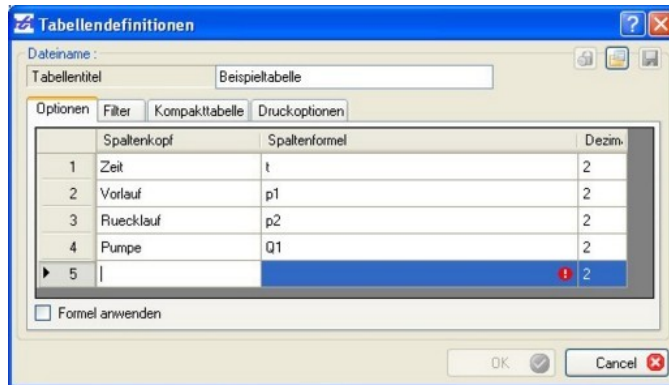 Tabellendefinitionen
Dateiname :
Tabellentitel Beispieltabelle
Optionen Filter Kompakttabelle Druckoptionen
Spaltenkopf Spaltenformel Dezim.
1 Zeit t 2
2 Vorlauf p1 2
3 Ruecklauf p2 2
4 Pumpe Q1 2
5 2
Formel anwenden
OK Cancel